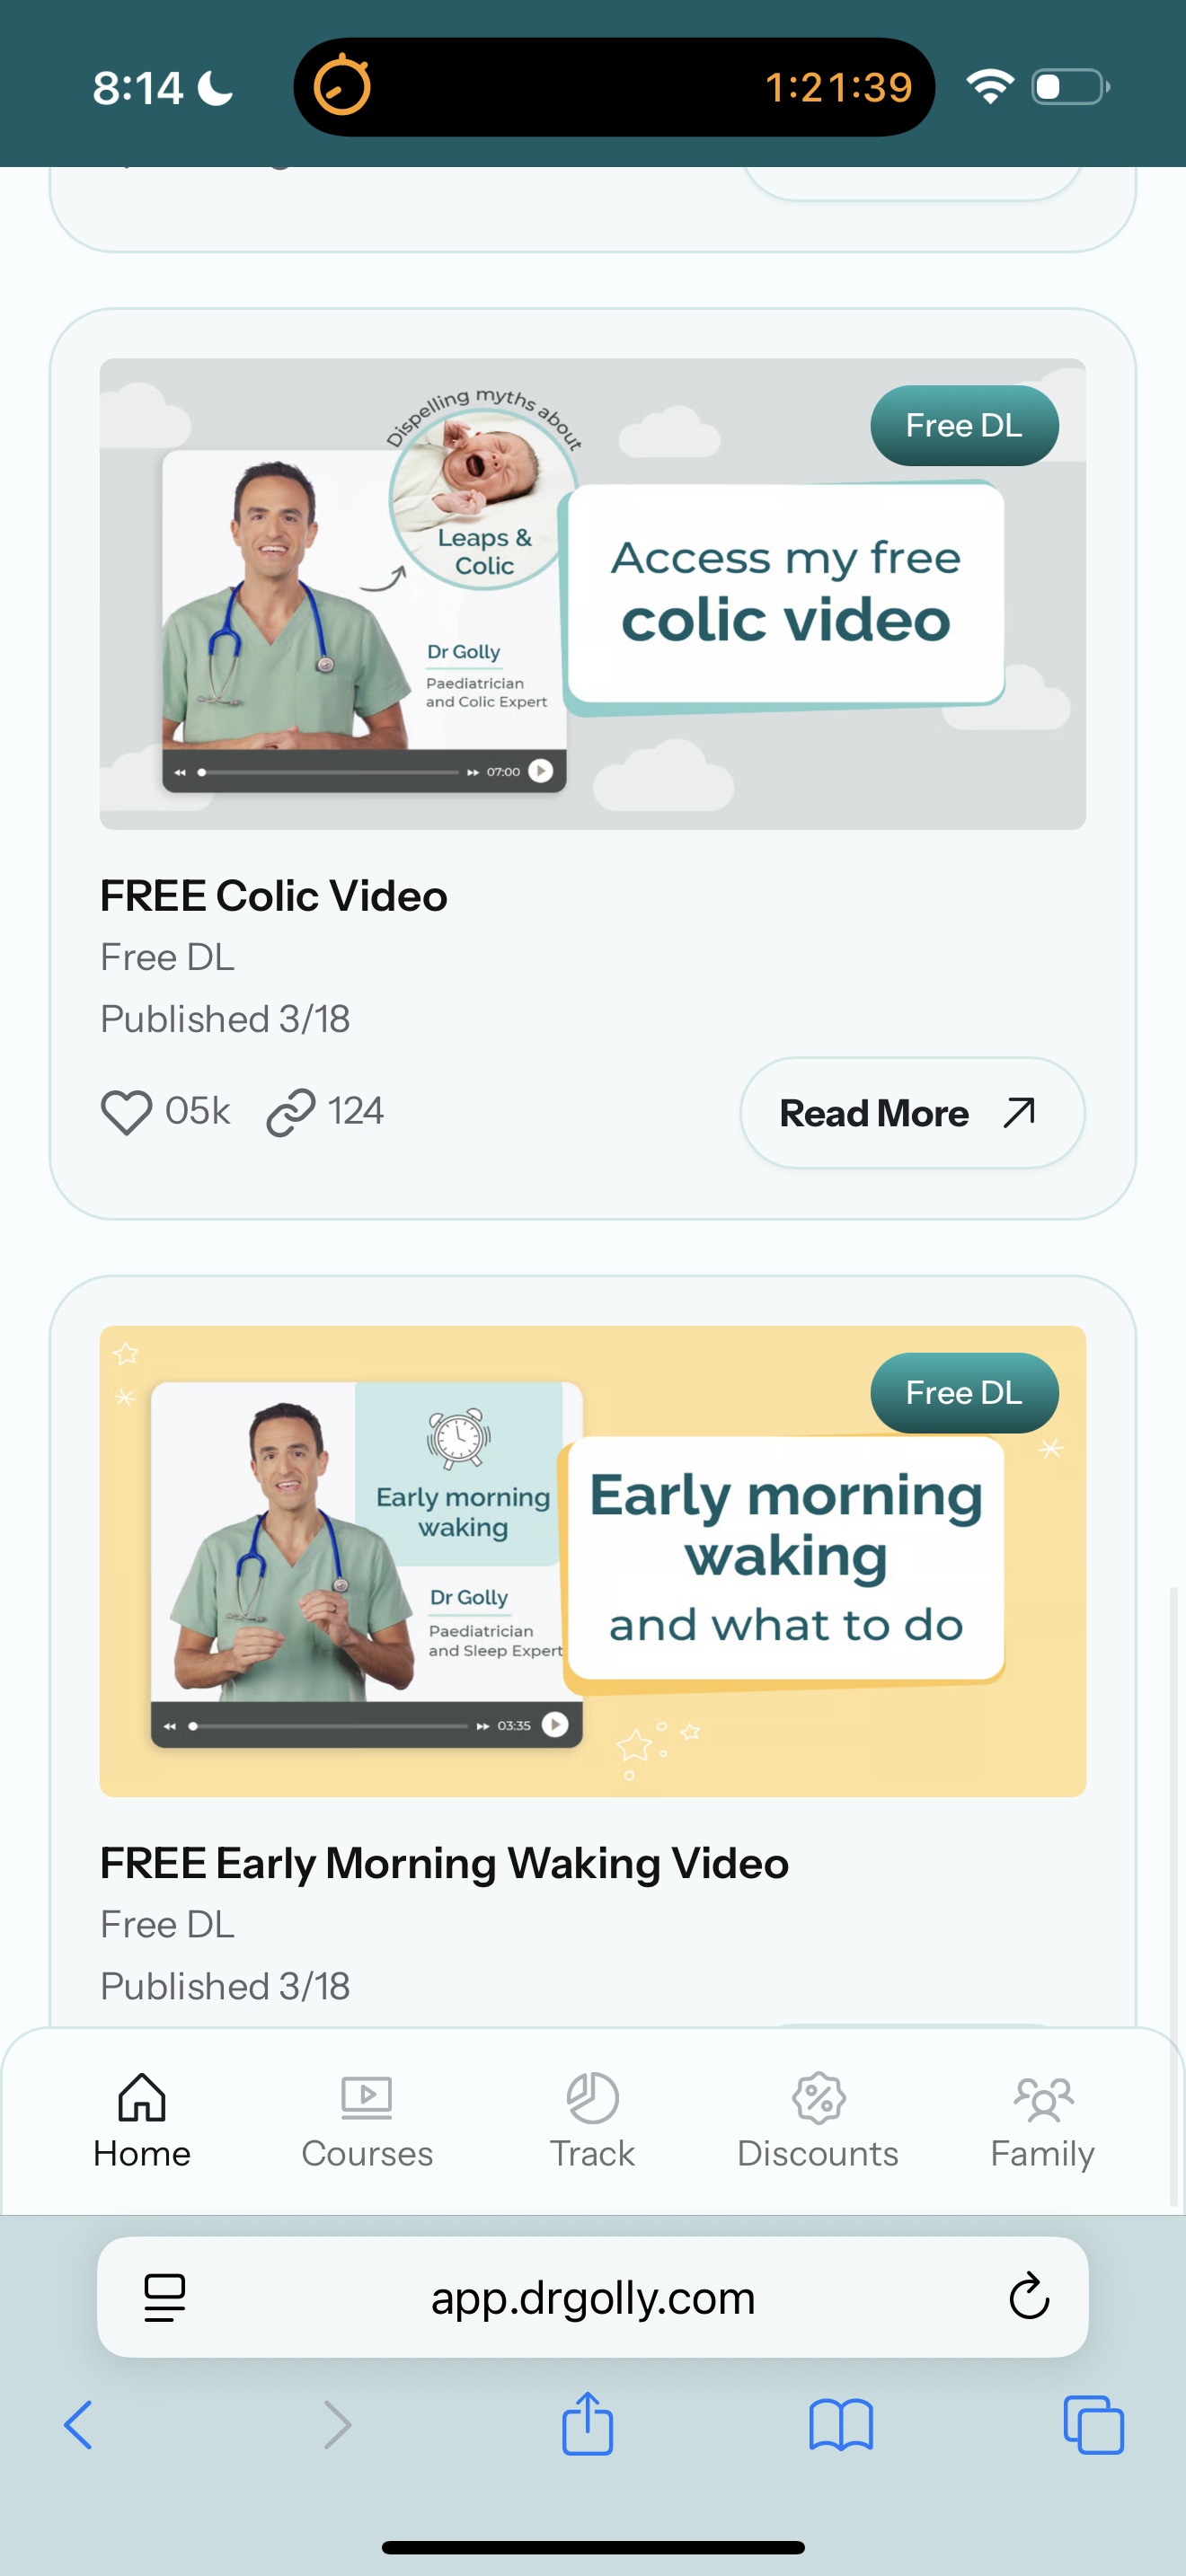 8:14
1:21:39
Dispelling myths about
Leaps &
Colic
Dr Golly
Paediatrician
and Colic Expert
07:00
Free DL
Access my free
colic video
FREE Colic Video
Free DL
Published 3/18
05k
124
Read More
Early morning
waking
Dr Golly
Paediatrician
and Sleep Expert
03:35
Free DL
Early morning
waking
and what to do
FREE Early Morning Waking Video
Free DL
Published 3/18
Home
Courses
Track
Discounts
Family
app.drgolly.com